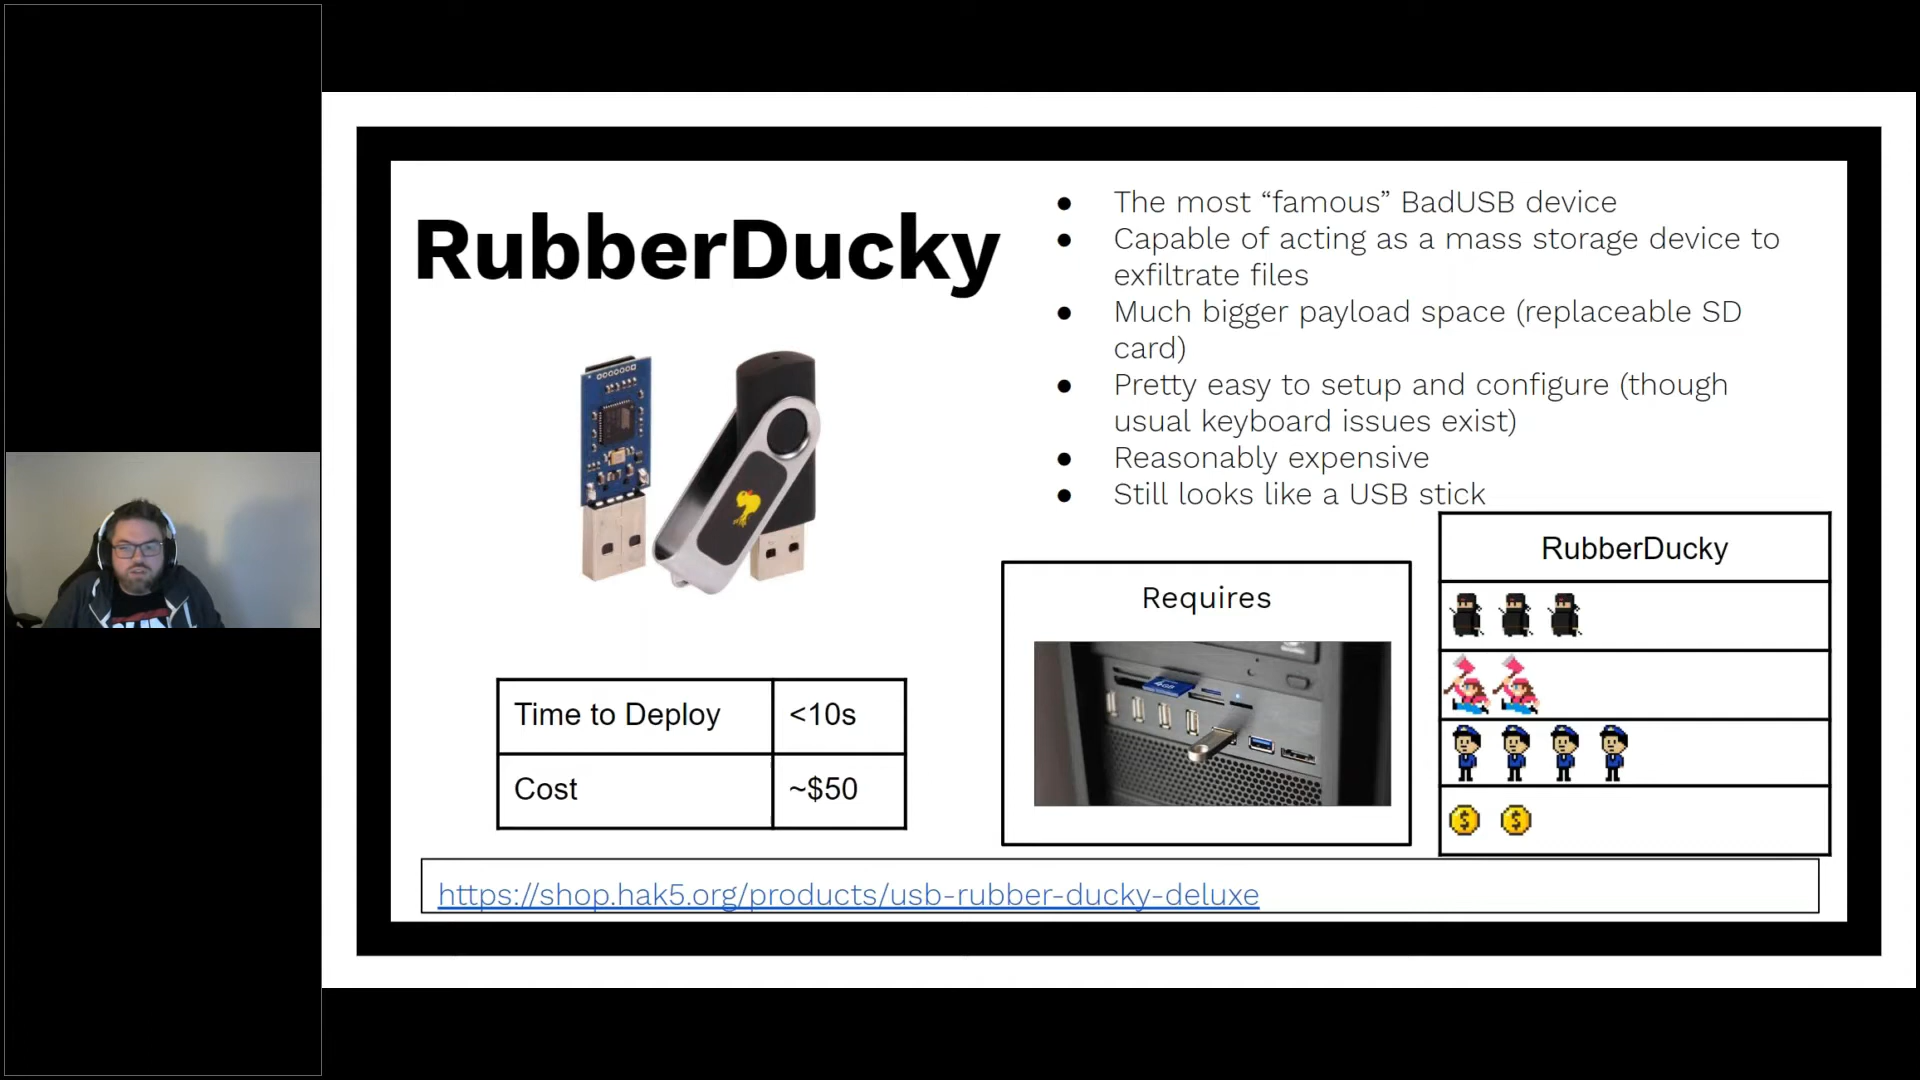 RubberDucky
● The most “famous” BadUSB device
● Capable of acting as a mass storage device to
exfiltrate files
● Much bigger payload space (replaceable SD
card)
● Pretty easy to setup and configure (though
usual keyboard issues exist)
● Reasonably expensive
● Still looks like a USB stick
Time to Deploy <10s
Cost ~$50
Requires
RubberDucky
https://shop.hak5.org/products/usb-rubber-ducky-deluxe